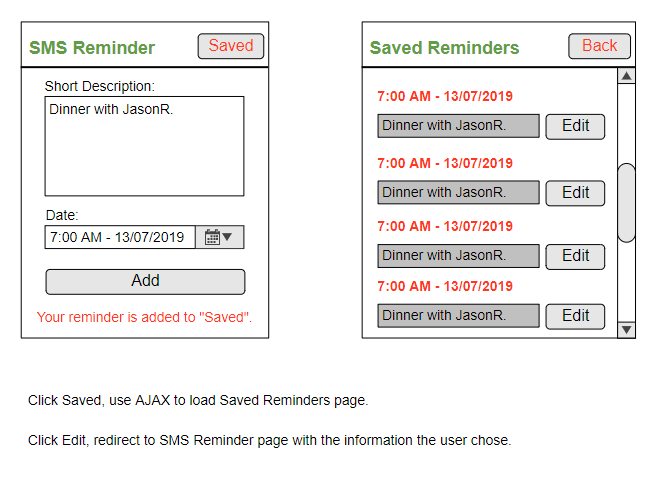 SMS Reminder
Saved
Short Description:
Dinner with JasonR.
Date:
7:00 AM - 13/07/2019
Add
Your reminder is added to "Saved".
Saved Reminders
Back
7:00 AM - 13/07/2019
Dinner with JasonR.
Edit
7:00 AM - 13/07/2019
Dinner with JasonR.
Edit
7:00 AM - 13/07/2019
Dinner with JasonR.
Edit
7:00 AM - 13/07/2019
Dinner with JasonR.
Edit
Click Saved, use AJAX to load Saved Reminders page.
Click Edit, redirect to SMS Reminder page with the information the user chose.